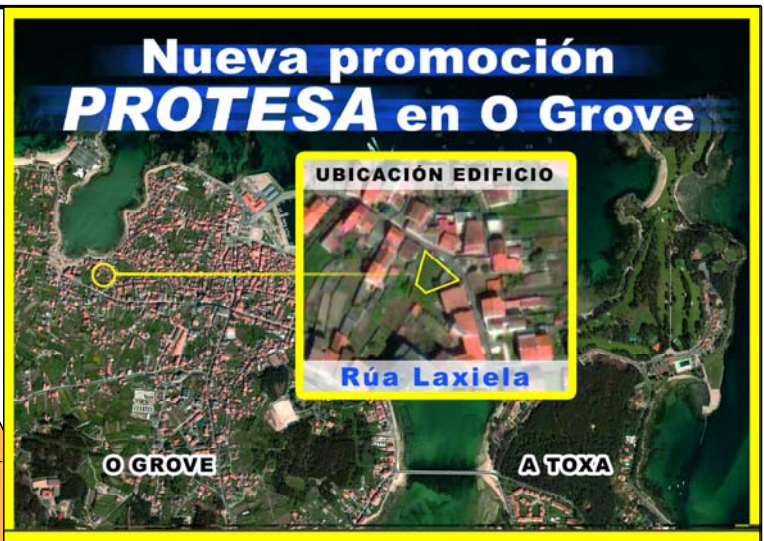 Nueva promoción
PROTESA en O Grove
UBICACIÓN EDIFICIO
Rúa Laxiela
O GROVE
A TOXA